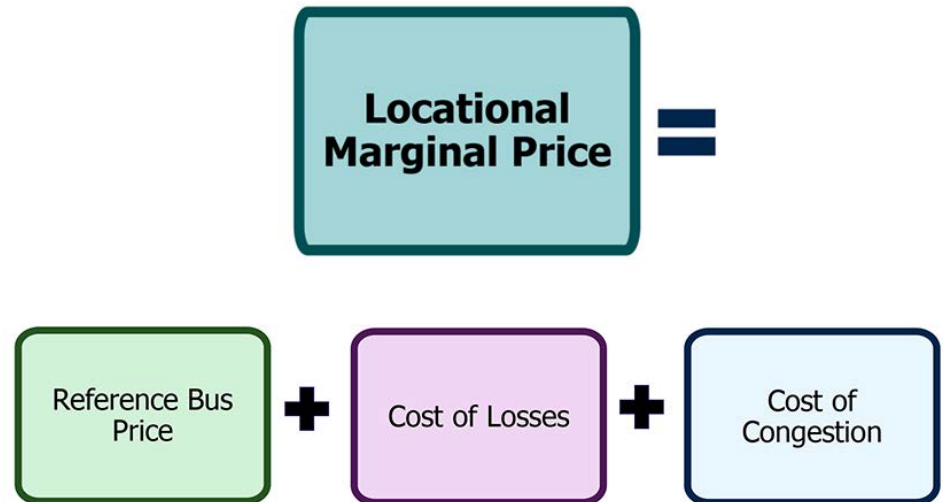 Locational
Marginal Price
=
Reference Bus
Price
+
Cost of Losses
+
Cost of
Congestion